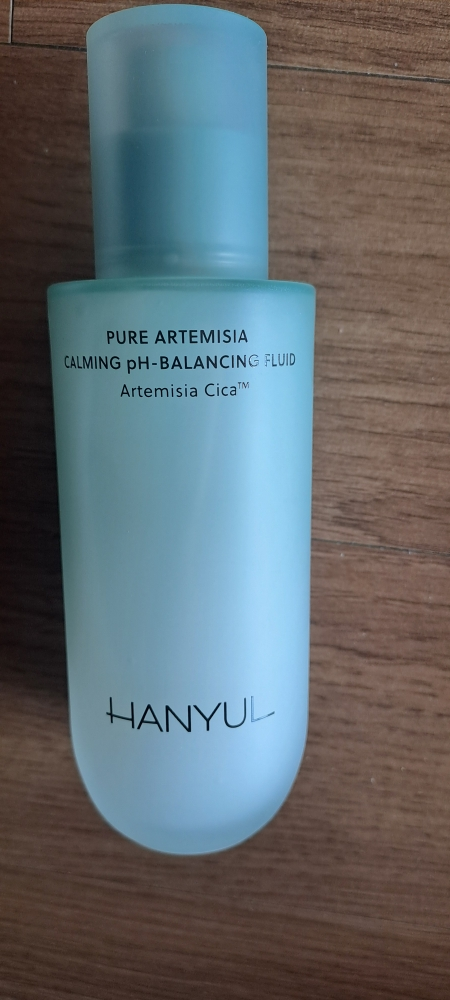 PURE ARTEMISIA
CALMING pH-BALANCING FLUID
Artemisia Cica™
HANYUL